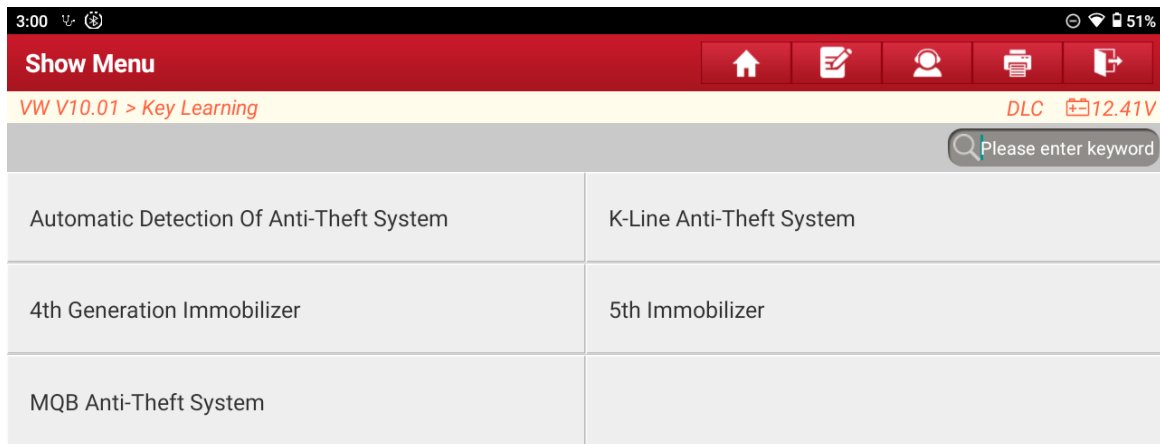 3:00 51%
Show Menu
VW V10.01 > Key Learning DLC 12.41V
Please enter keyword
Automatic Detection Of Anti-Theft System K-Line Anti-Theft System
4th Generation Immobilizer 5th Immobilizer
MQB Anti-Theft System